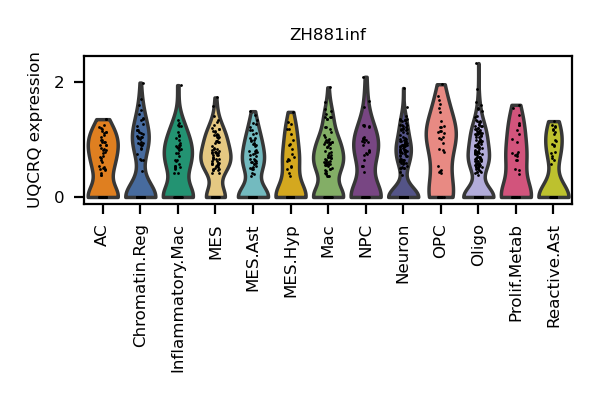 ZH881inf
UQCRQ expression
2
0
AC
Chromatin.Reg
Inflammatory.Mac
MES
MES.Ast
MES.Hyp
Mac
NPC
Neuron
OPC
Oligo
Prolif.Metab
Reactive.Ast